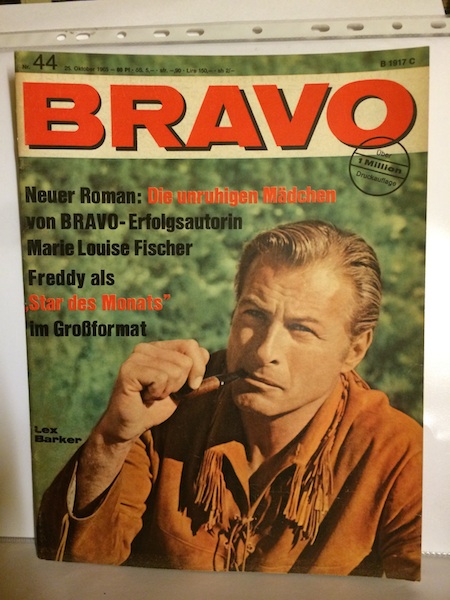 Nr. 44
B 1917 C
BRAVO
Über
1 Million
Druckauflage
Neuer Roman: Die unruhigen Mädchen
von BRAVO-Erfolgsautorin
Marie Louise Fischer
Freddy als
„Star des Monats"
im Großformat
Lex
Barker